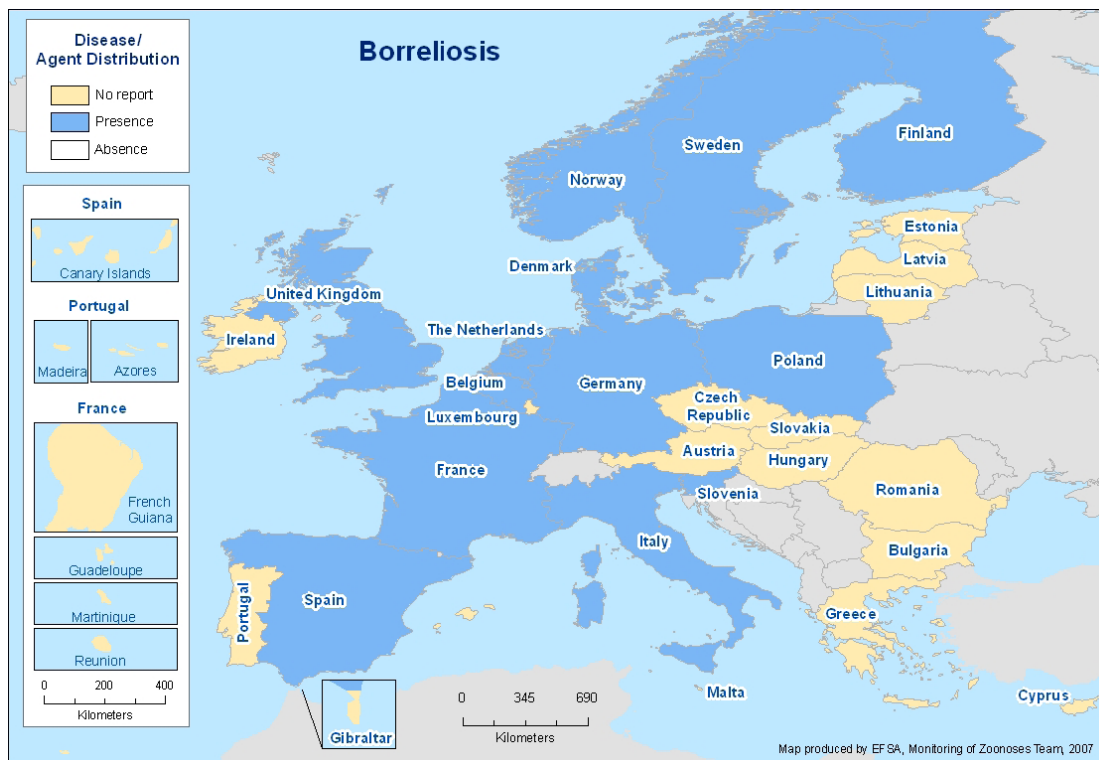 Disease/
Agent Distribution
No report
Presence
Absence
Spain
Canary Islands
Portugal
Madeira
Azores
France
French
Guiana
Guadeloupe
Martinique
Reunion
0 200 400
Kilometers
Borreliosis
Finland
Sweden
Norway
Estonia
Latvia
Denmark
Lithuania
United Kingdom
The Netherlands
Ireland
Poland
Belgium
Germany
Czech
Republic
Luxembourg
Slovakia
Austria
Hungary
France
Romania
Slovenia
Italy
Bulgaria
Spain
Portugal
Greece
Malta
Cyprus
0 345 690
Kilometers
Gibraltar
Map produced by EFSA, Monitoring of Zoonoses Team, 2007